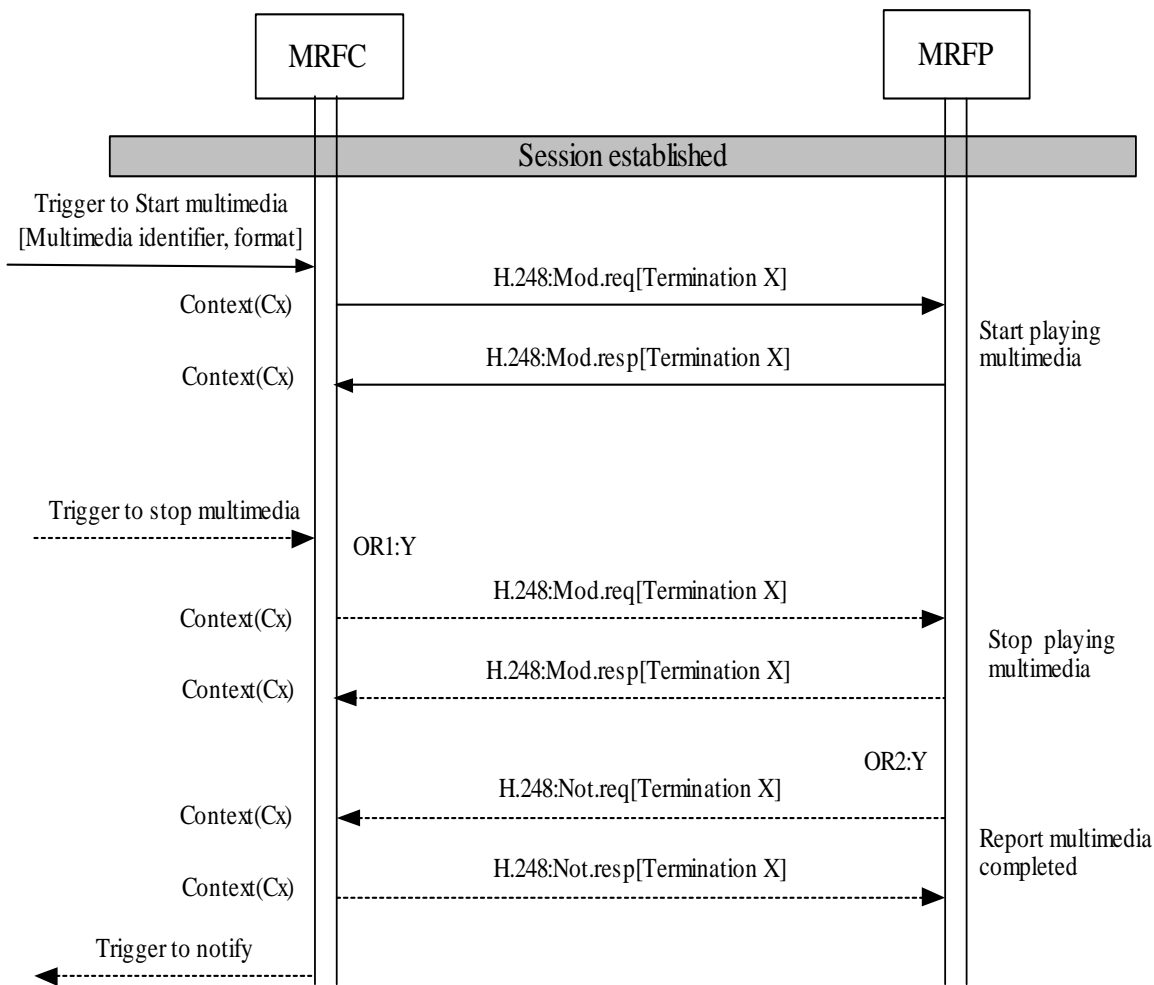 MRFC
MRFP
Session established
Trigger to Start multimedia
[Multimedia identifier, format]
H.248:Mod.req[Termination X]
Context(Cx)
Start playing
multimedia
H.248:Mod.resp[Termination X]
Context(Cx)
Trigger to stop multimedia
OR1:Y
H.248:Mod.req[Termination X]
Context(Cx)
Stop playing
multimedia
H.248:Mod.resp[Termination X]
Context(Cx)
OR2:Y
H.248:Not.req[Termination X]
Context(Cx)
Report multimedia
completed
H.248:Not.resp[Termination X]
Context(Cx)
Trigger to notify